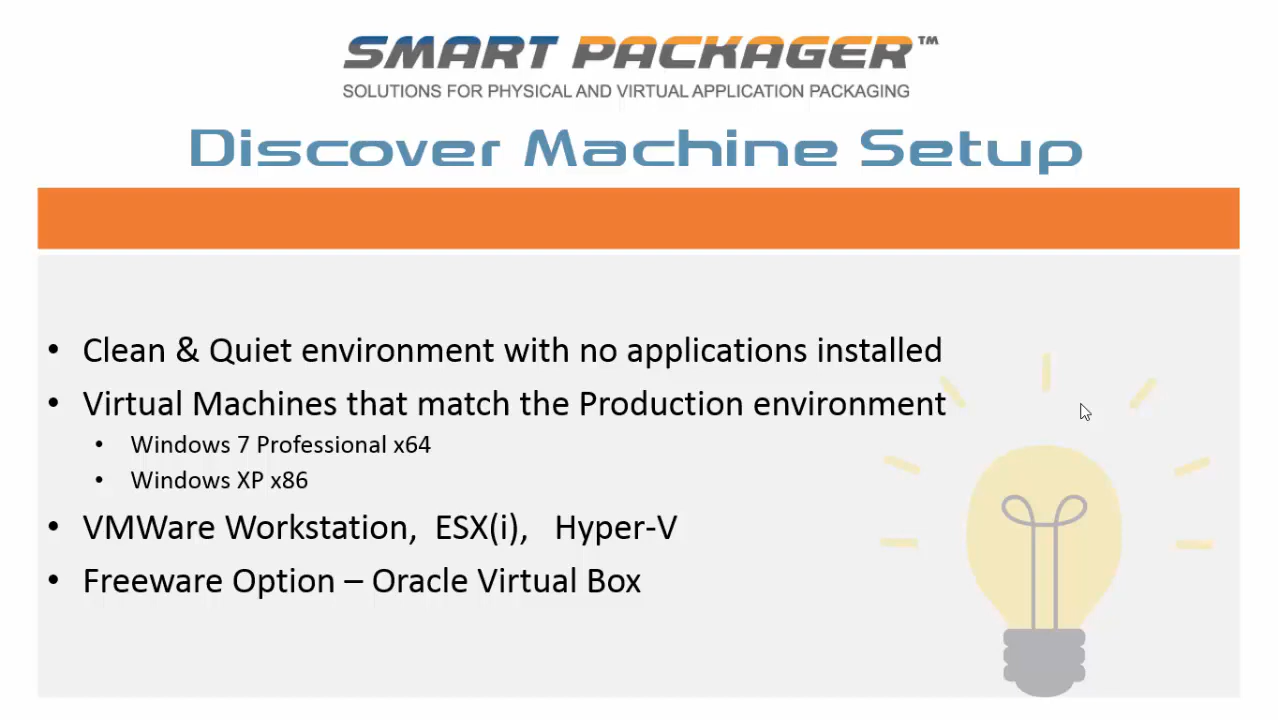 SMART PACKAGER™
SOLUTIONS FOR PHYSICAL AND VIRTUAL APPLICATION PACKAGING
Discover Machine Setup
• Clean & Quiet environment with no applications installed
• Virtual Machines that match the Production environment
• Windows 7 Professional x64
• Windows XP x86
• VMWare Workstation, ESX(i), Hyper-V
• Freeware Option – Oracle Virtual Box